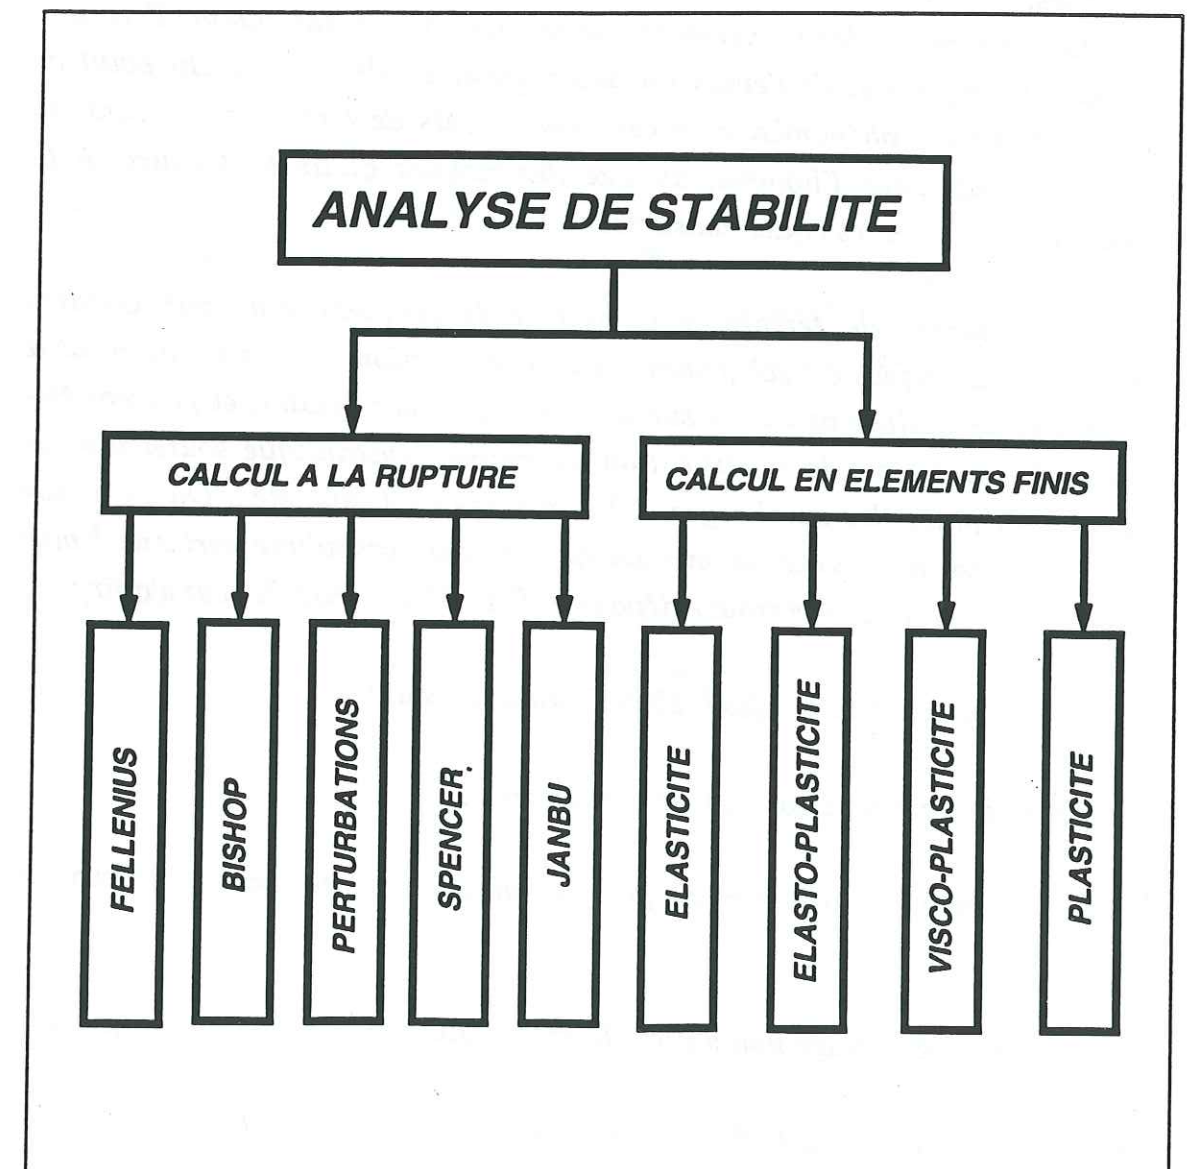 ANALYSE DE STABILITE
CALCUL A LA RUPTURE
CALCUL EN ELEMENTS FINIS
FELLENIUS
BISHOP
PERTURBATIONS
SPENCER
JANBU
ELASTICITE
ELASTO-PLASTICITE
VISCO-PLASTICITE
PLASTICITE